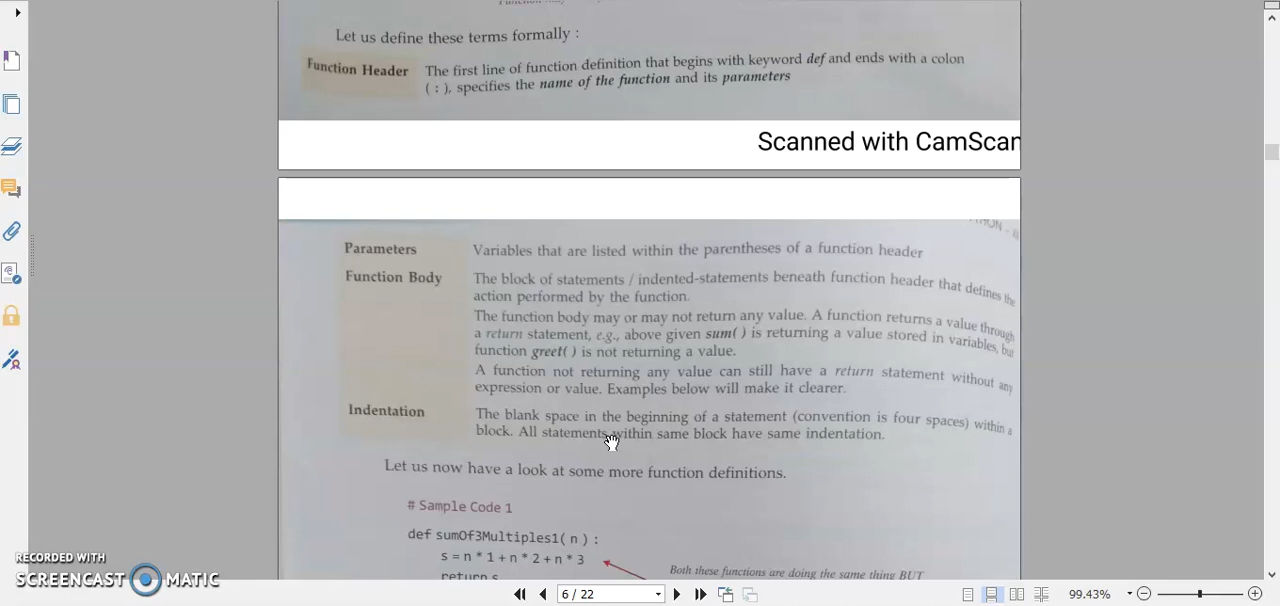 Let us define these terms formally :
Function Header The first line of function definition that begins with keyword def and ends with a colon
( : ), specifies the name of the function and its parameters
Scanned with CamScan
Parameters Variables that are listed within the parentheses of a function header
Function Body The block of statements / indented-statements beneath function header that defines the
action performed by the function.
The function body may or may not return any value. A function returns a value through
a return statement, e.g., above given sum( ) is returning a value stored in variables, but
function greet( ) is not returning a value.
A function not returning any value can still have a return statement without any
expression or value. Examples below will make it clearer.
Indentation The blank space in the beginning of a statement (convention is four spaces) within a
block. All statements within same block have same indentation.
Let us now have a look at some more function definitions.
# Sample Code 1
def sumOf3Multiples1( n ) :
s = n * 1 + n * 2 + n * 3
return s
Both these functions are doing the same thing BUT
RECORDED WITH
SCREENCAST MATIC
6 / 22
99.43%